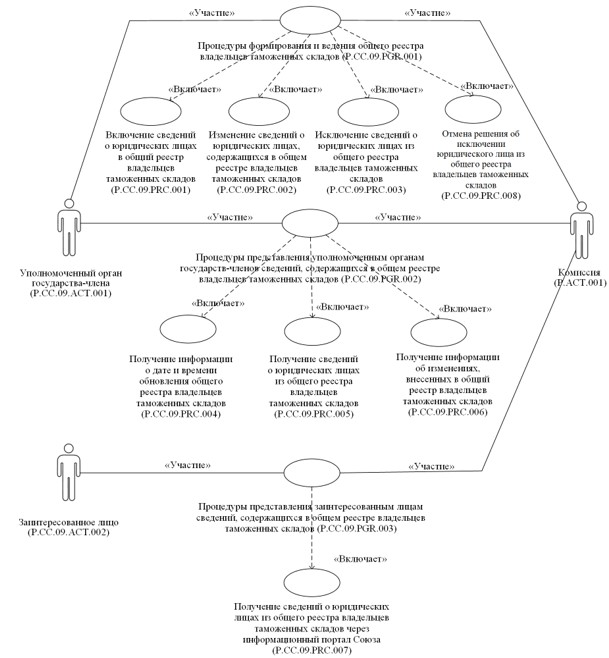 «Участие»
«Участие»
Процедуры формирования и ведения общего реестра
владельцев таможенных складов (P.CC.09.PGR.001)
«Включает»
«Включает»
«Включает»
«Включает»
Включение сведений
о юридических лицах
в общий реестр
владельцев
таможенных складов
(P.CC.09.PRC.001)
Изменение сведений о
юридических лицах,
содержащихся в общем
реестре владельцев
таможенных складов
(P.CC.09.PRC.002)
Исключение сведений о
юридических лицах из
общего реестра
владельцев таможенных
складов
(P.CC.09.PRC.003)
Отмена решения об
исключении
юридического лица из
общего реестра
владельцев таможенных
складов
(P.CC.09.PRC.008)
«Участие»
«Участие»
Уполномоченный орган
государства-члена
(P.CC.09.ACT.001)
Процедуры представления уполномоченным органам
государств-членов сведений, содержащихся в общем реестре
владельцев таможенных складов (P.CC.09.PGR.002)
Комиссия
(P.ACT.001)
«Включает»
«Включает»
«Включает»
Получение информации
о дате и времени
обновления общего
реестра владельцев
таможенных складов
(P.CC.09.PRC.004)
Получение сведений
о юридических лицах
из общего реестра
владельцев
таможенных складов
(P.CC.09.PRC.005)
Получение информации
об изменениях,
внесенных в общий
реестр владельцев
таможенных складов
(P.CC.09.PRC.006)
«Участие»
«Участие»
Заинтересованное лицо
(P.CC.09.ACT.002)
Процедуры представления заинтересованным лицам
сведений, содержащихся в общем реестре владельцев
таможенных складов (P.CC.09.PGR.003)
«Включает»
Получение сведений о юридических
лицах из общего реестра владельцев
таможенных складов через
информационный портал Союза
(P.CC.09.PRC.007)